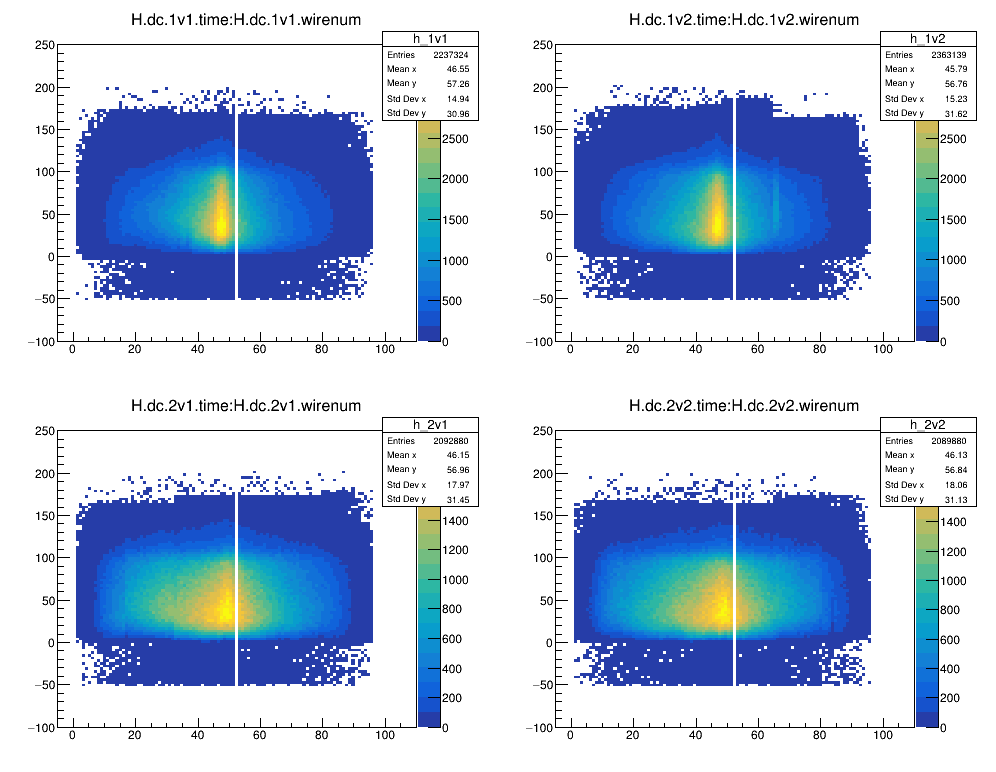 H.dc.1v1.time:H.dc.1v1.wirenum
h_1v1
Entries 2237324
Mean x 46.55
Mean y 57.26
Std Dev x 14.94
Std Dev y 30.96
250
200
150
100
50
0
−50
−100
0 20 40 60 80 100
2500
2000
1500
1000
500
0
H.dc.1v2.time:H.dc.1v2.wirenum
h_1v2
Entries 2363139
Mean x 45.79
Mean y 56.76
Std Dev x 15.23
Std Dev y 31.62
250
200
150
100
50
0
−50
−100
0 20 40 60 80 100
2500
2000
1500
1000
500
0
H.dc.2v1.time:H.dc.2v1.wirenum
h_2v1
Entries 2092880
Mean x 46.15
Mean y 56.96
Std Dev x 17.97
Std Dev y 31.45
250
200
150
100
50
0
−50
−100
0 20 40 60 80 100
1400
1200
1000
800
600
400
200
0
H.dc.2v2.time:H.dc.2v2.wirenum
h_2v2
Entries 2089880
Mean x 46.13
Mean y 56.84
Std Dev x 18.06
Std Dev y 31.13
250
200
150
100
50
0
−50
−100
0 20 40 60 80 100
1400
1200
1000
800
600
400
200
0